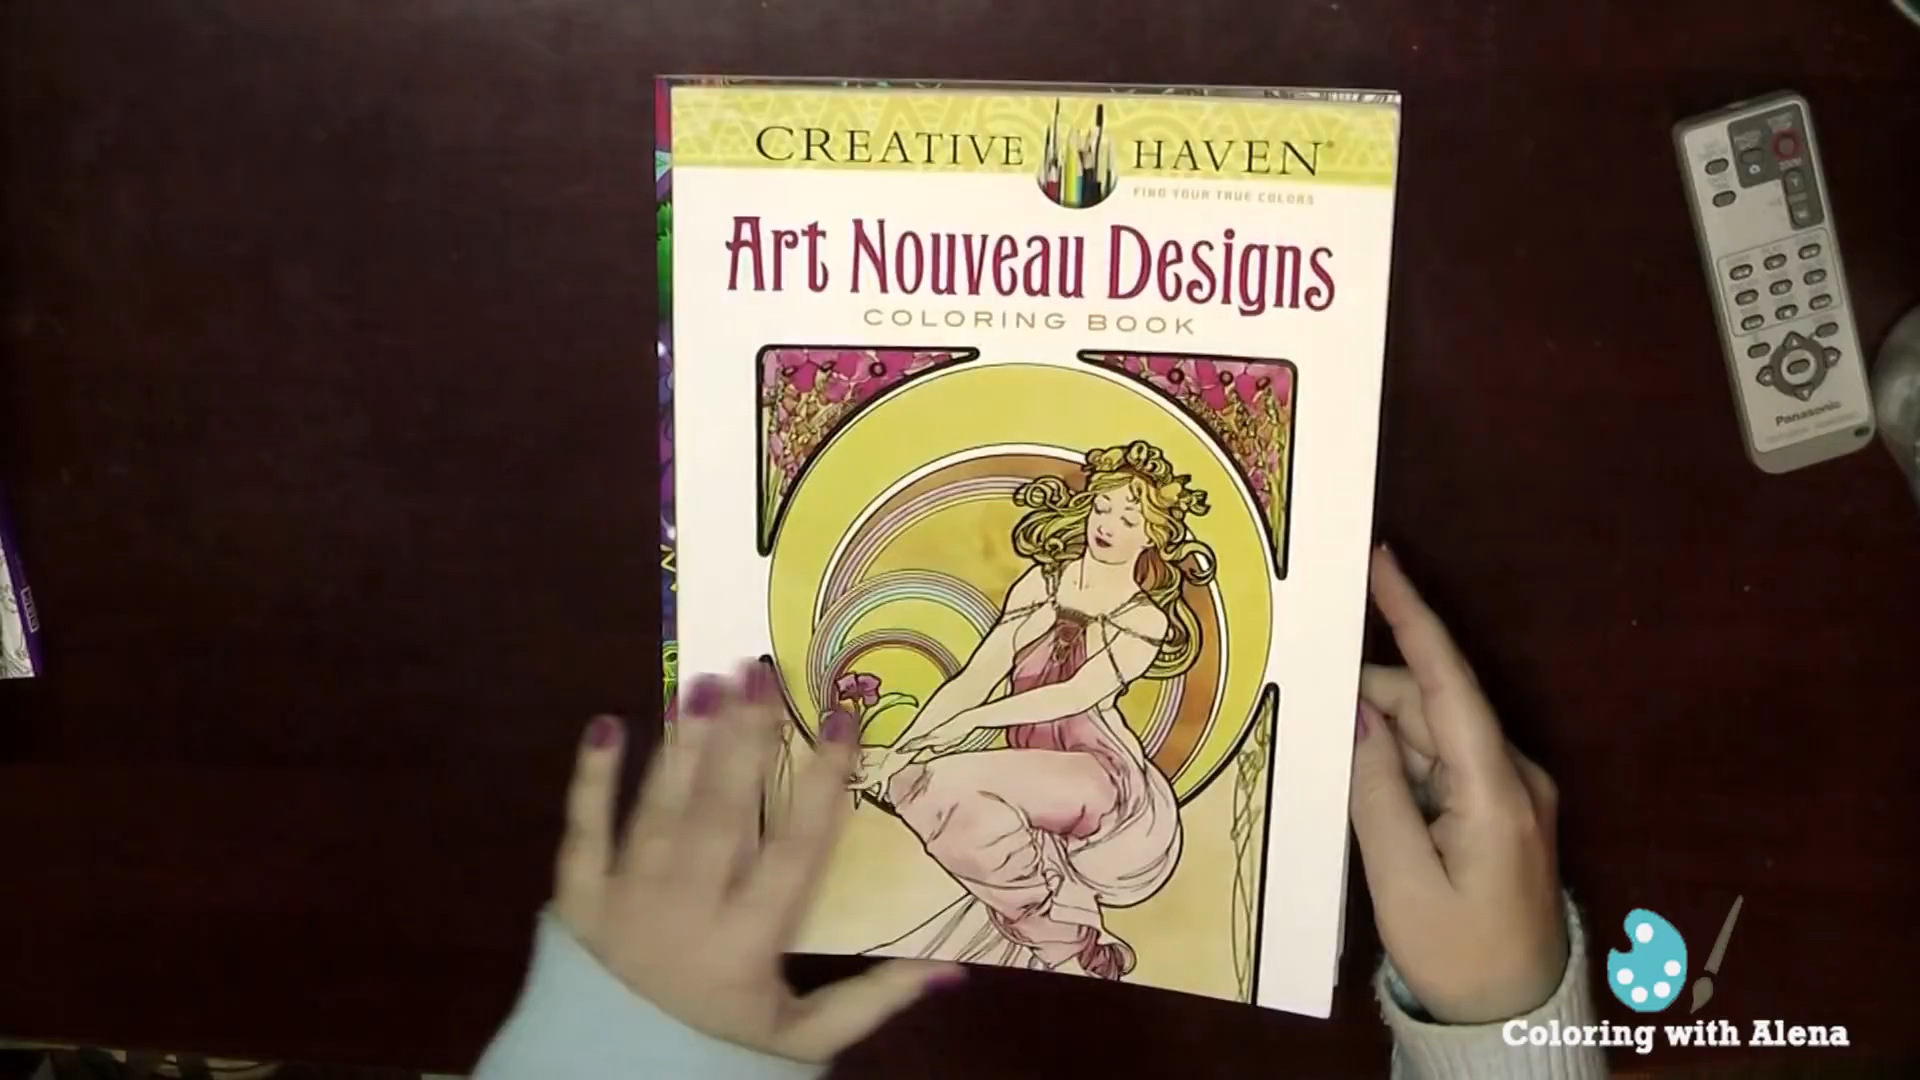 CREATIVE HAVEN®
FIND YOUR TRUE COLORS
Art Nouveau Designs
COLORING BOOK
Panasonic
Coloring with Alena